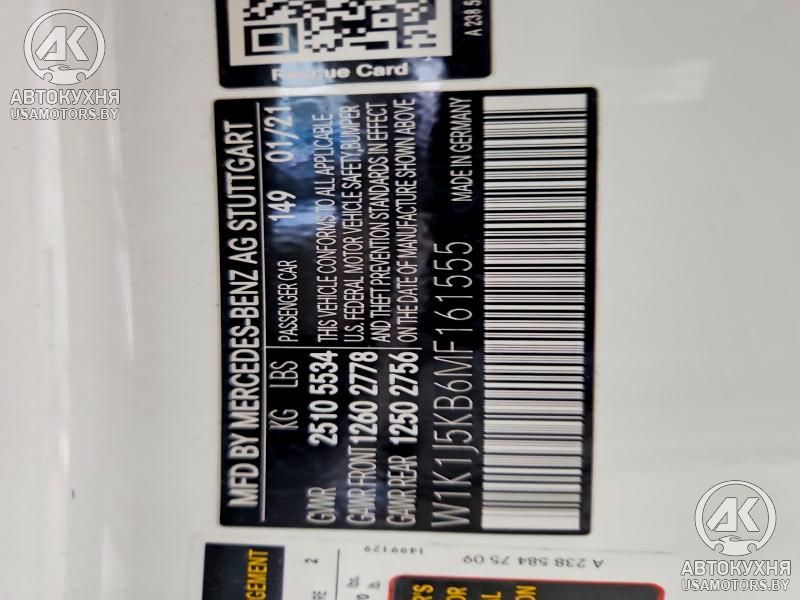 АВТОКУХНЯ
USAMOTORS.BY
Rescue Card
A 238 5
MFD BY MERCEDES-BENZ AG STUTTGART
KG LBS PASSENGER CAR 149 01/21
GVWR 2510 5534 THIS VEHICLE CONFORMS TO ALL APPLICABLE
U.S. FEDERAL MOTOR VEHICLE SAFETY, BUMPER
GAWR FRONT 1260 2778 AND THEFT PREVENTION STANDARDS IN EFFECT
GAWR REAR 1250 2756 ON THE DATE OF MANUFACTURE SHOWN ABOVE
W1K1J5KB6MF161555 MADE IN GERMANY
1499129
A 238 584 75 09
АВТОКУХНЯ
USAMOTORS.BY